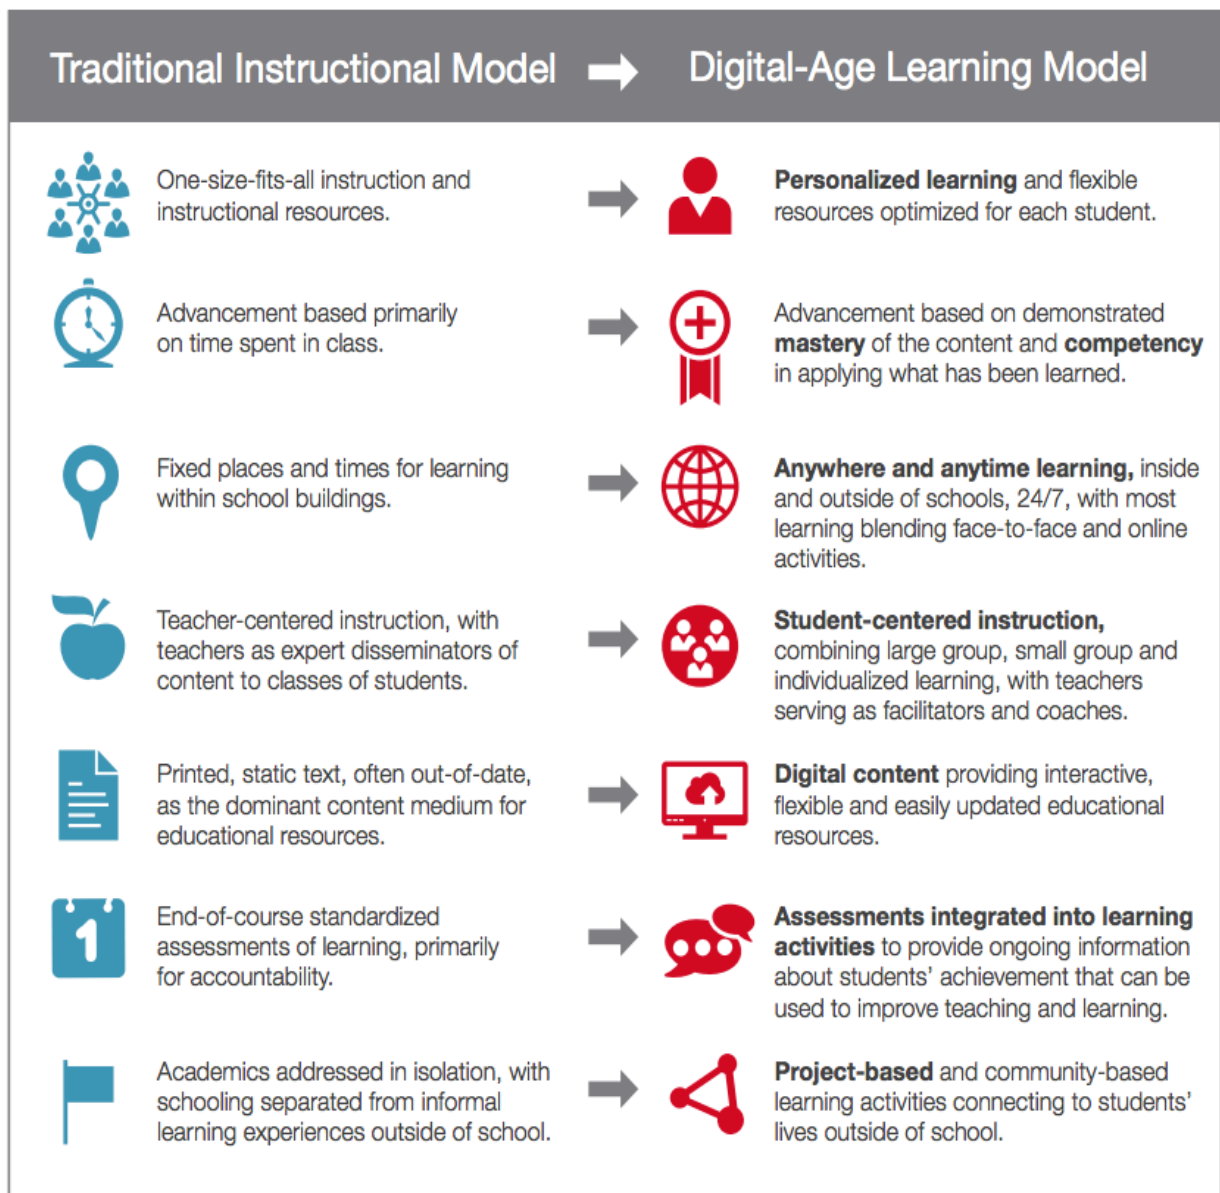 Traditional Instructional Model
Digital-Age Learning Model
One-size-fits-all instruction and
instructional resources.
Personalized learning and flexible
resources optimized for each student.
Advancement based primarily
on time spent in class.
Advancement based on demonstrated
mastery of the content and competency
in applying what has been learned.
Fixed places and times for learning
within school buildings.
Anywhere and anytime learning, inside
and outside of schools, 24/7, with most
learning blending face-to-face and online
activities.
Teacher-centered instruction, with
teachers as expert disseminators of
content to classes of students.
Student-centered instruction,
combining large group, small group and
individualized learning, with teachers
serving as facilitators and coaches.
Printed, static text, often out-of-date,
as the dominant content medium for
educational resources.
Digital content providing interactive,
flexible and easily updated educational
resources.
1
End-of-course standardized
assessments of learning, primarily
for accountability.
Assessments integrated into learning
activities to provide ongoing information
about students' achievement that can be
used to improve teaching and learning.
Academics addressed in isolation, with
schooling separated from informal
learning experiences outside of school.
Project-based and community-based
learning activities connecting to students'
lives outside of school.